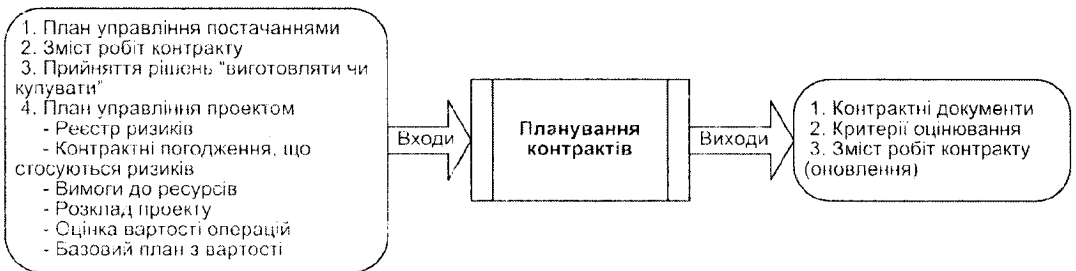 1. План управління постачаннями
2. Зміст робіт контракту
3. Прийняття рішень "виготовляти чи
купувати"
4. План управління проектом
- Реєстр ризиків
- Контрактні погодження, що
стосуються ризиків
- Вимоги до ресурсів
- Розклад проекту
- Оцінка вартості операцій
- Базовий план з вартості
Входи
Планування
контрактів
Виходи
1. Контрактні документи
2. Критерії оцінювання
3. Зміст робіт контракту
(оновлення)